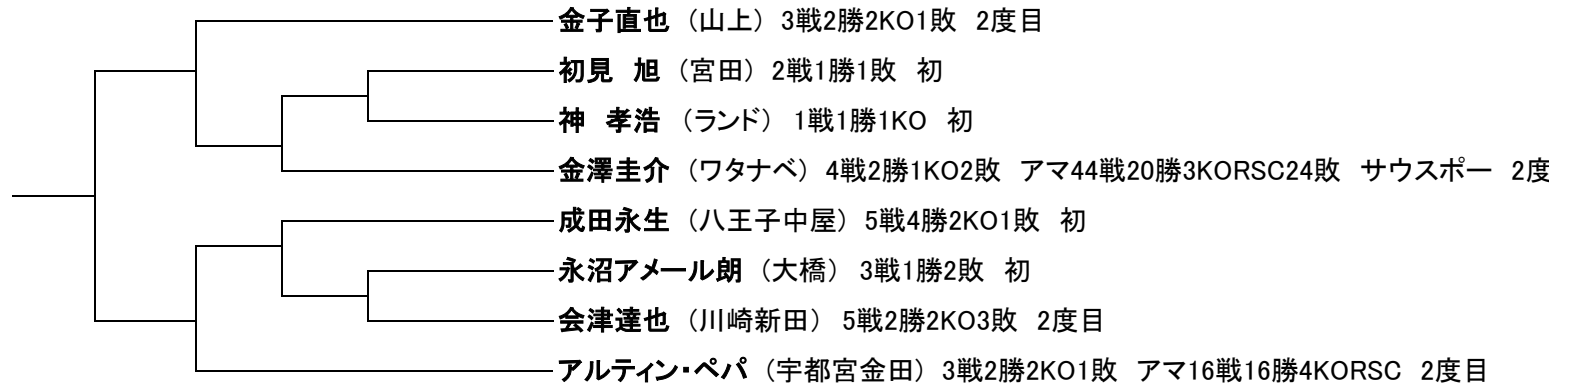 金子直也 （山上） 3戦2勝2KO1敗 2度目
初見　旭 （宮田） 2戦1勝1敗　初
神　孝浩 （ランド） 1戦1勝1KO　初
金澤圭介 （ワタナベ） 4戦2勝1KO2敗　アマ44戦20勝3KORSC24敗　サウスポー　2度
成田永生 （八王子中屋） 5戦4勝2KO1敗　初
永沼アメール朗 （大橋） 3戦1勝2敗　初
会津達也 （川崎新田） 5戦2勝2KO3敗　2度目
アルティン・ペパ （宇都宮金田） 3戦2勝2KO1敗　アマ16戦16勝4KORSC　2度目